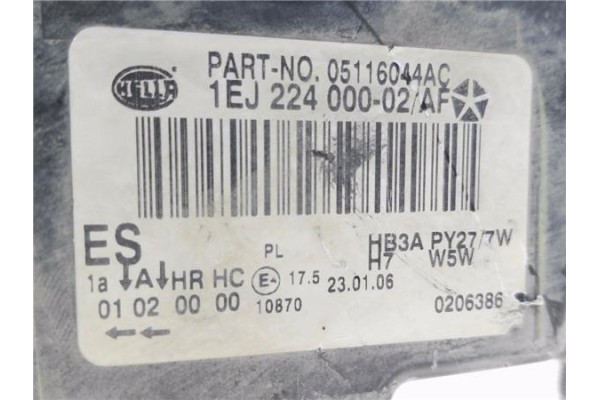 HELLA
PART-NO. 05116044AC
1EJ 224 000-02/AF
ES PL HB3A PY27/7W
H7 W5W
1a A HR HC E4 17.5 23.01.06
01 02 00 00 10870 0206386